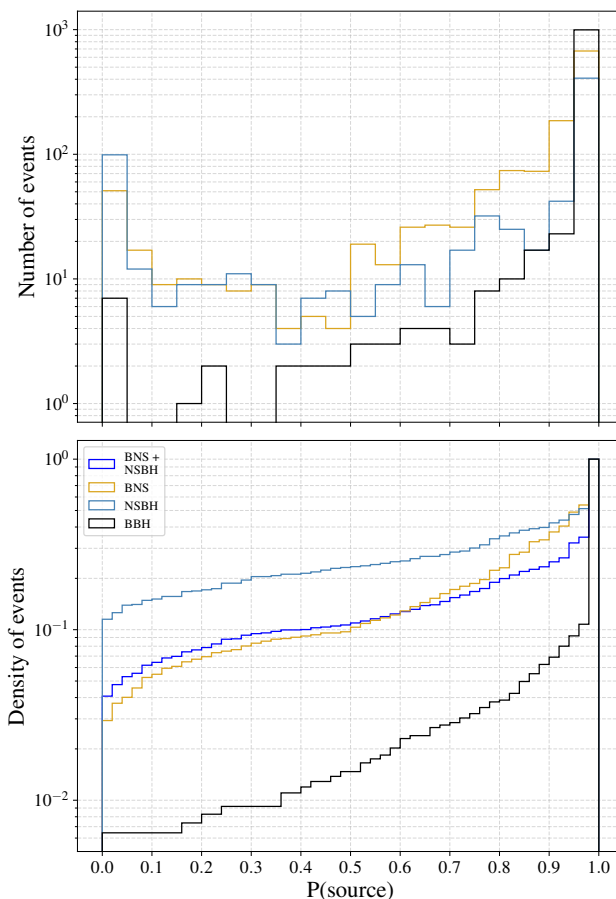 10³
10²
10¹
10⁰
Number of events
10⁰
10⁻¹
10⁻²
Density of events
BNS +
NSBH
BNS
NSBH
BBH
0.0 0.1 0.2 0.3 0.4 0.5 0.6 0.7 0.8 0.9 1.0
P(source)